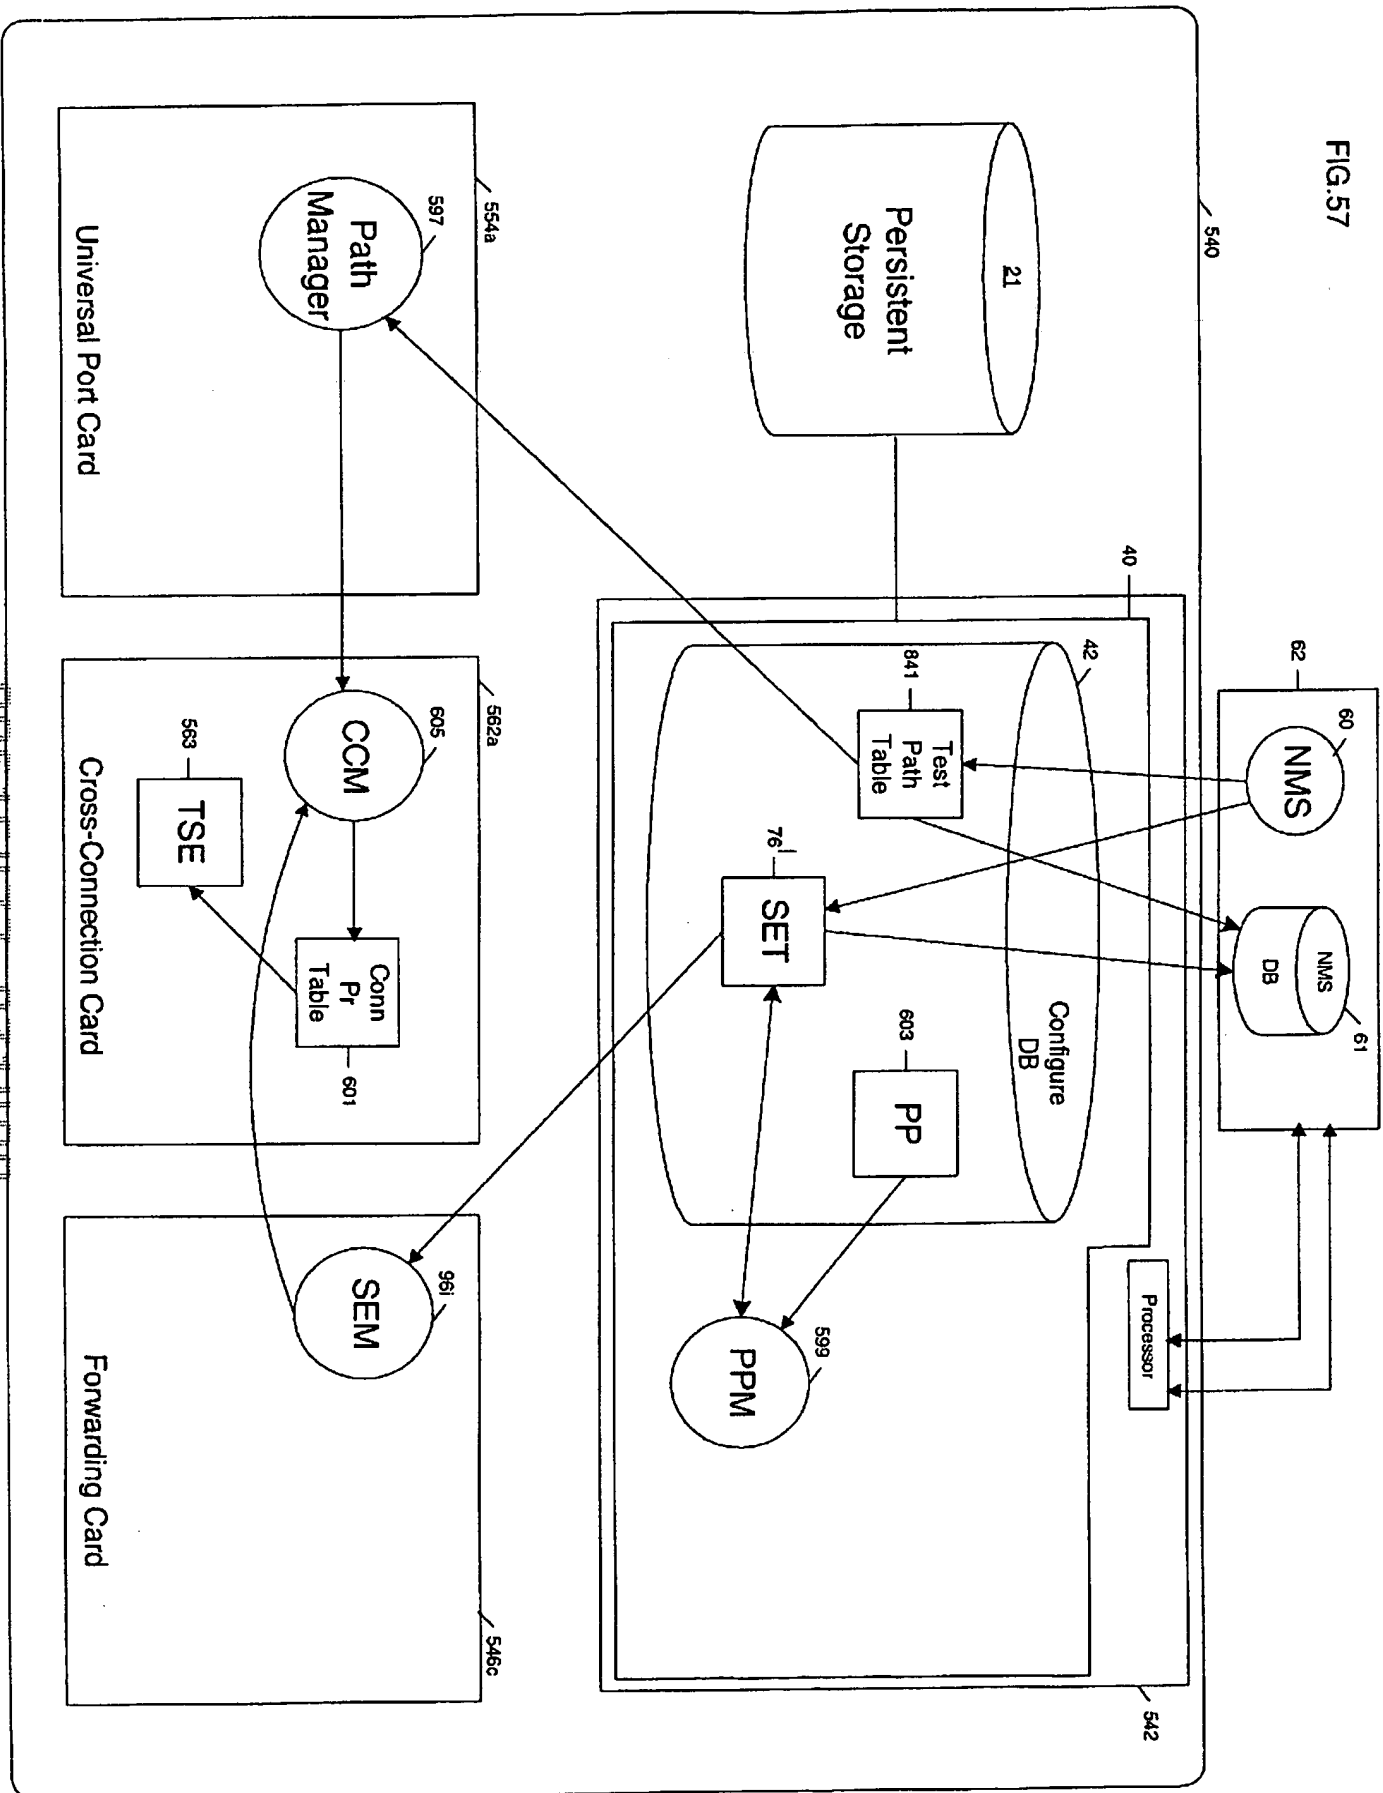 FIG.57
540
62
60
NMS
NMS
DB
61
21
Persistent
Storage
40
42
Configure
DB
841
Test
Path
Table
76
SET
603
PP
599
PPM
Processor
542
554a
597
Path
Manager
Universal Port Card
562a
605
CCM
563
TSE
Conn
Pr
Table
601
Cross-Connection Card
96i
SEM
546c
Forwarding Card